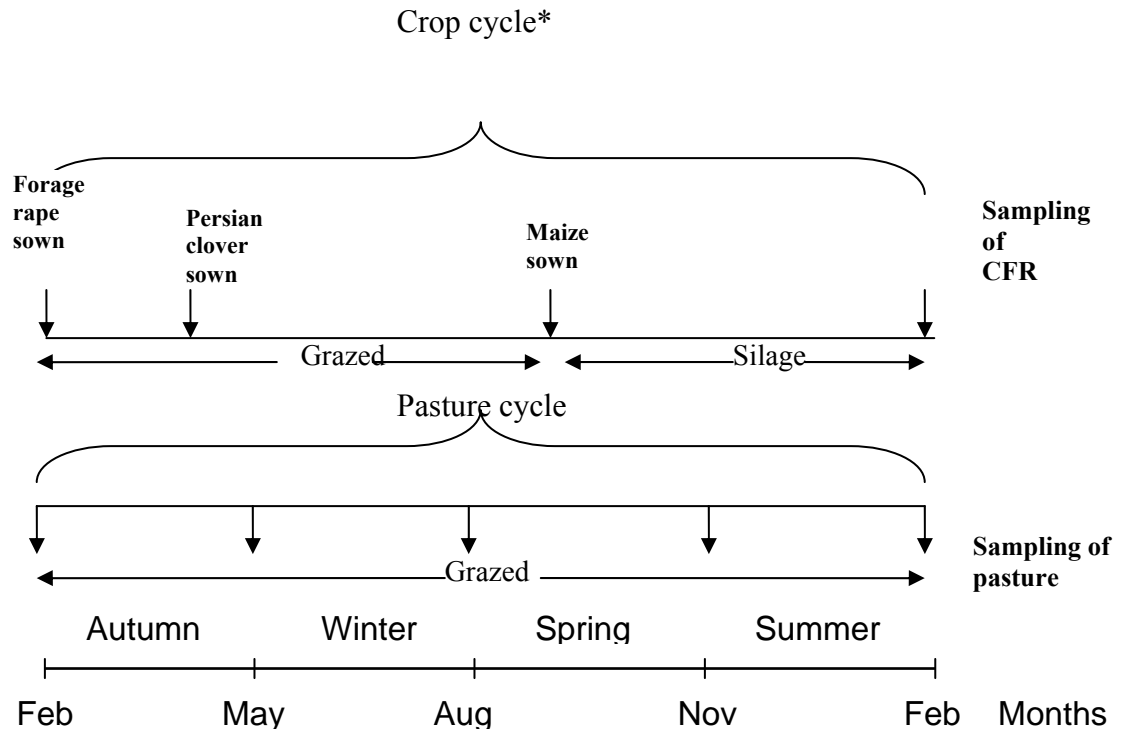 Crop cycle*
Forage
rape
sown
Persian
clover
sown
Maize
sown
Sampling
of
CFR
Grazed
Silage
Pasture cycle
Grazed
Sampling of
pasture
Autumn Winter Spring Summer
Feb May Aug Nov Feb Months